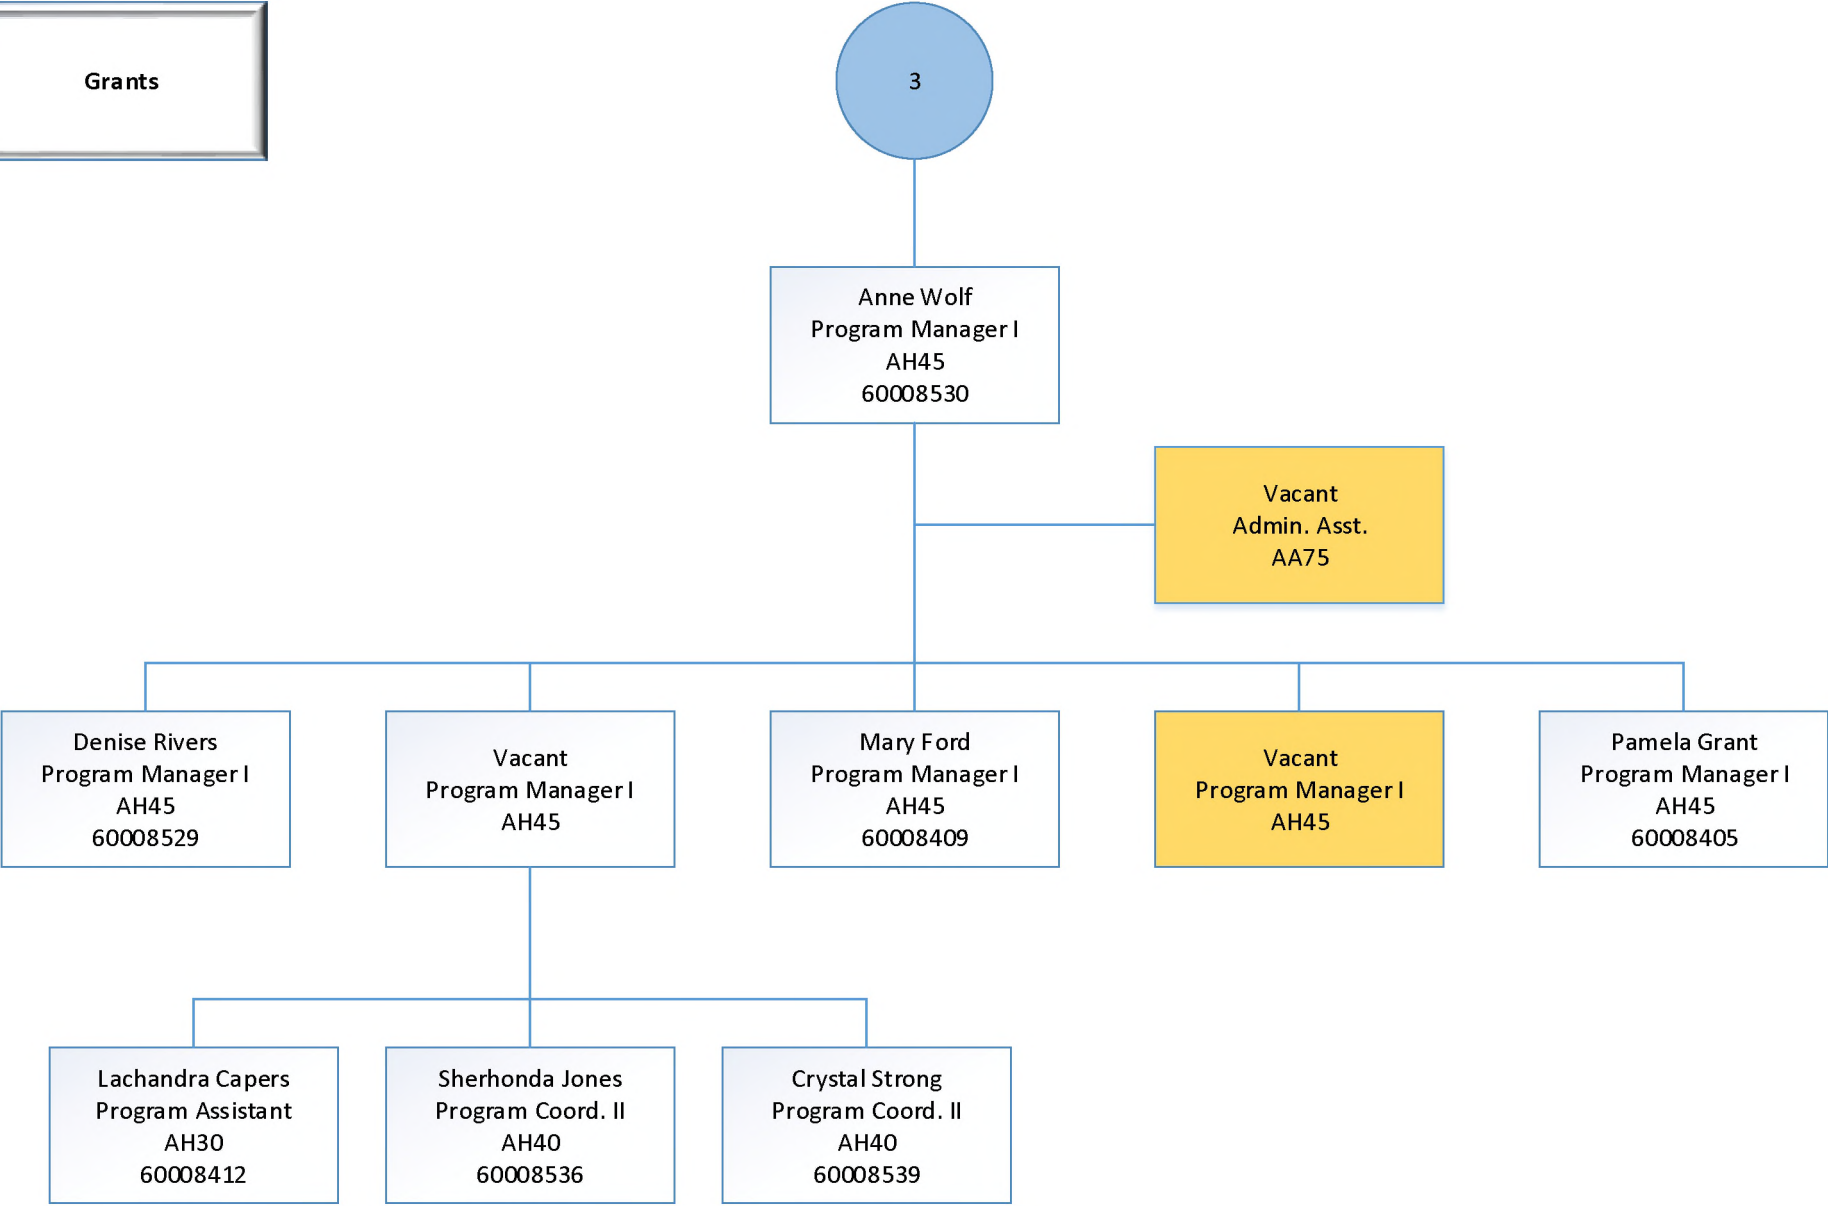 Grants
3
Anne Wolf
Program Manager I
AH45
60008530
Vacant
Admin. Asst.
AA75
Denise Rivers
Program Manager I
AH45
60008529
Vacant
Program Manager I
AH45
Mary Ford
Program Manager I
AH45
60008409
Vacant
Program Manager I
AH45
Pamela Grant
Program Manager I
AH45
60008405
Lachandra Capers
Program Assistant
AH30
60008412
Sherhonda Jones
Program Coord. II
AH40
60008536
Crystal Strong
Program Coord. II
AH40
60008539